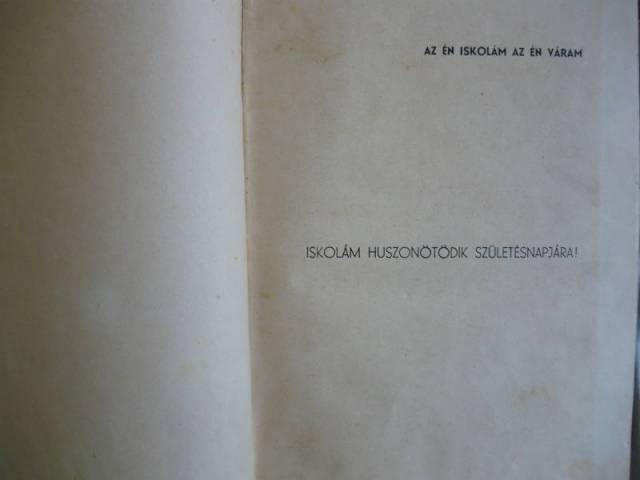 AZ ÉN ISKOLÁM AZ ÉN VÁRAM
ISKOLÁM HUSZONÖTÖDIK SZÜLETÉSNAPJÁRA!